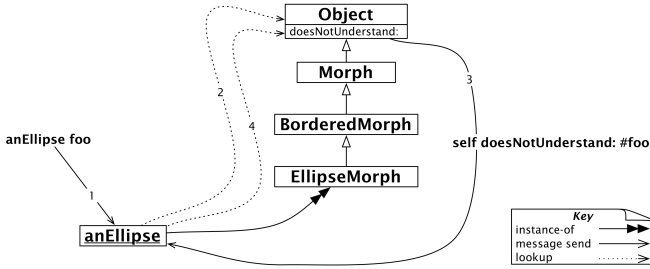 Object
doesNotUnderstand:
Morph
3
2
4
BorderedMorph
anEllipse foo
self doesNotUnderstand: #foo
EllipseMorph
1
anEllipse
Key
instance-of
message send
lookup